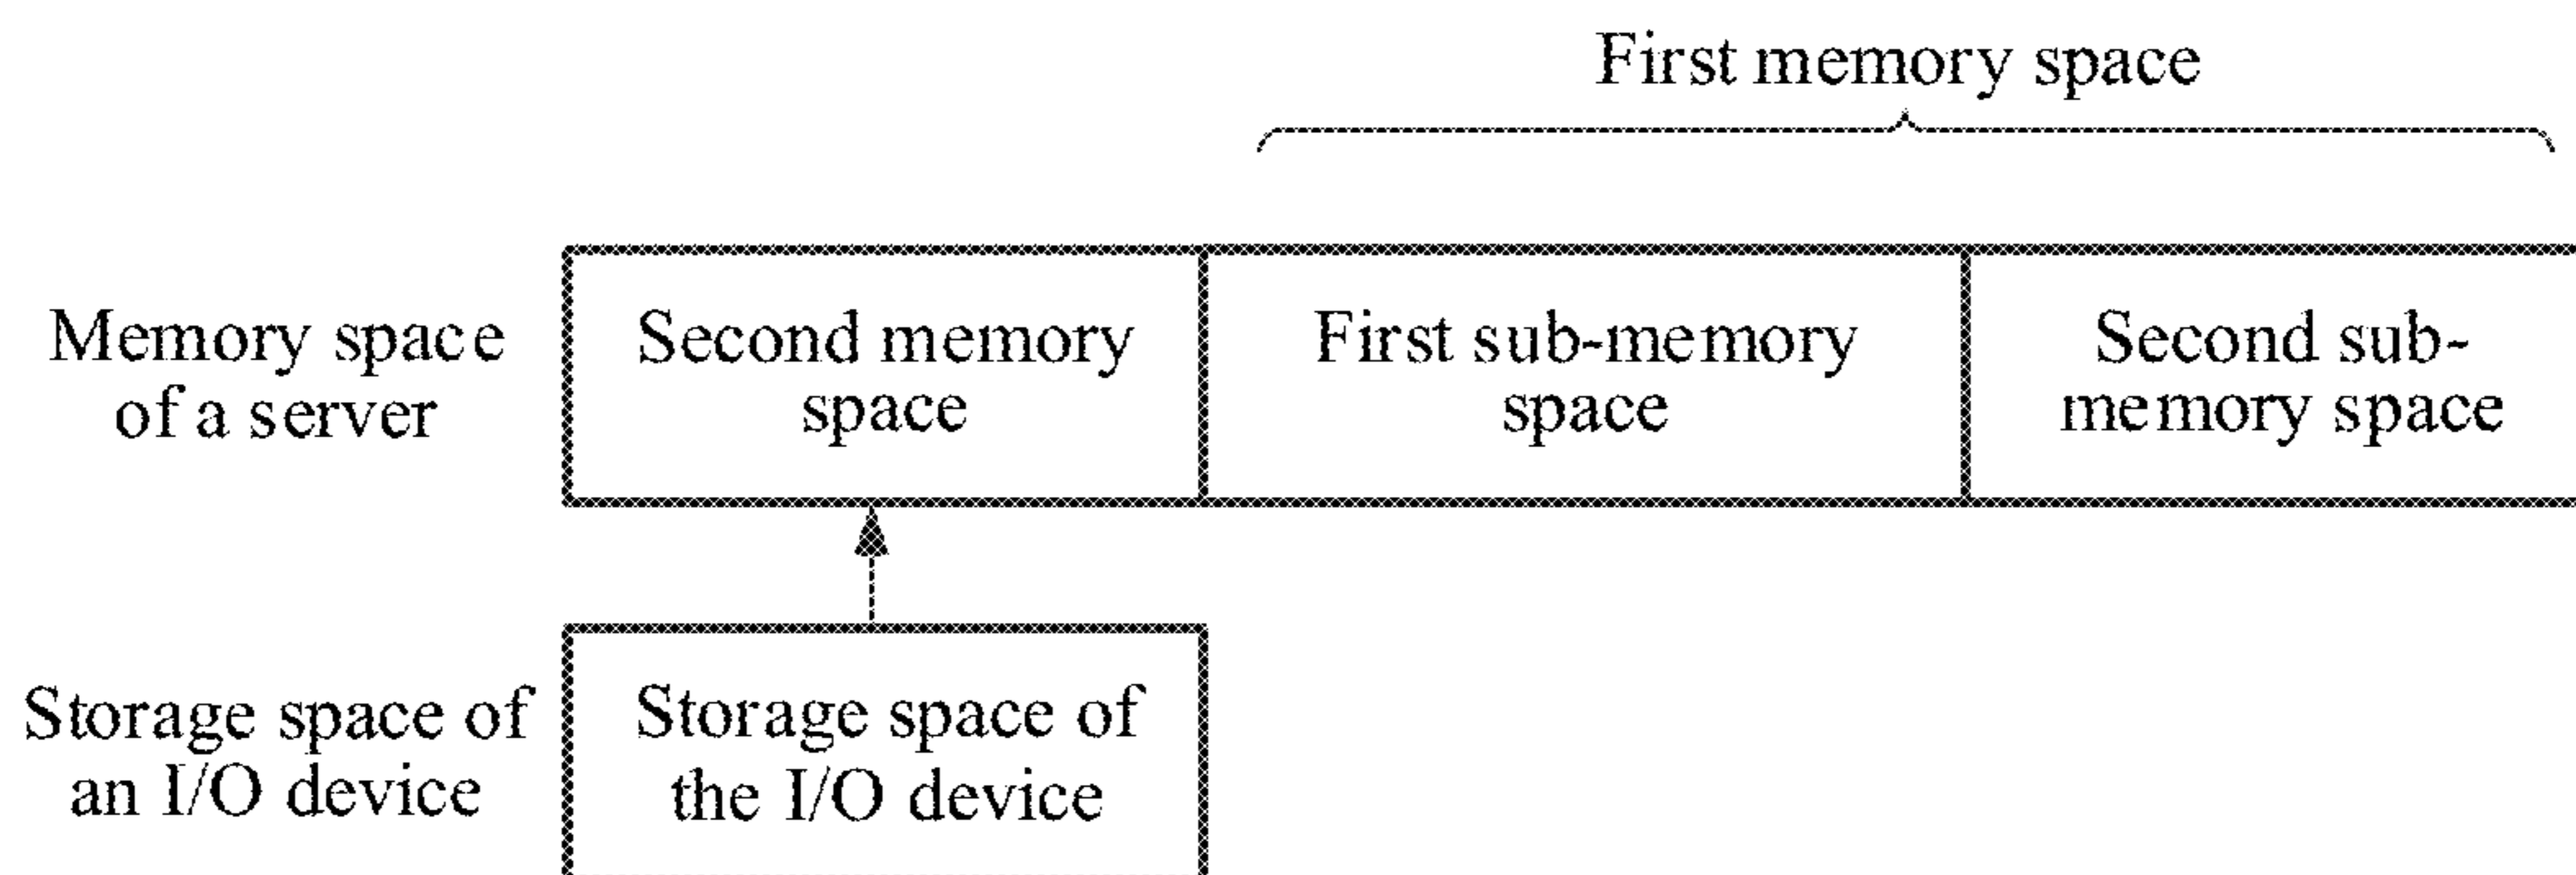 First memory space
Memory space
of a server
Second memory
space
First sub-memory
space
Second sub-
memory space
Storage space of
an I/O device
Storage space of
the I/O device